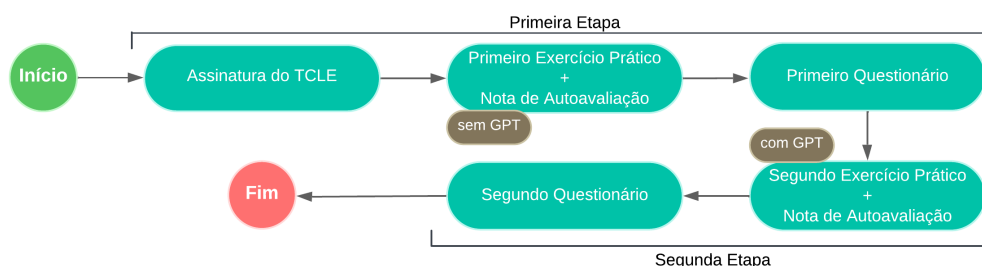 Primeira Etapa
Início
Assinatura do TCLE
Primeiro Exercício Prático
+
Nota de Autoavaliação
sem GPT
Primeiro Questionário
com GPT
Segundo Exercício Prático
+
Nota de Autoavaliação
Segundo Questionário
Fim
Segunda Etapa